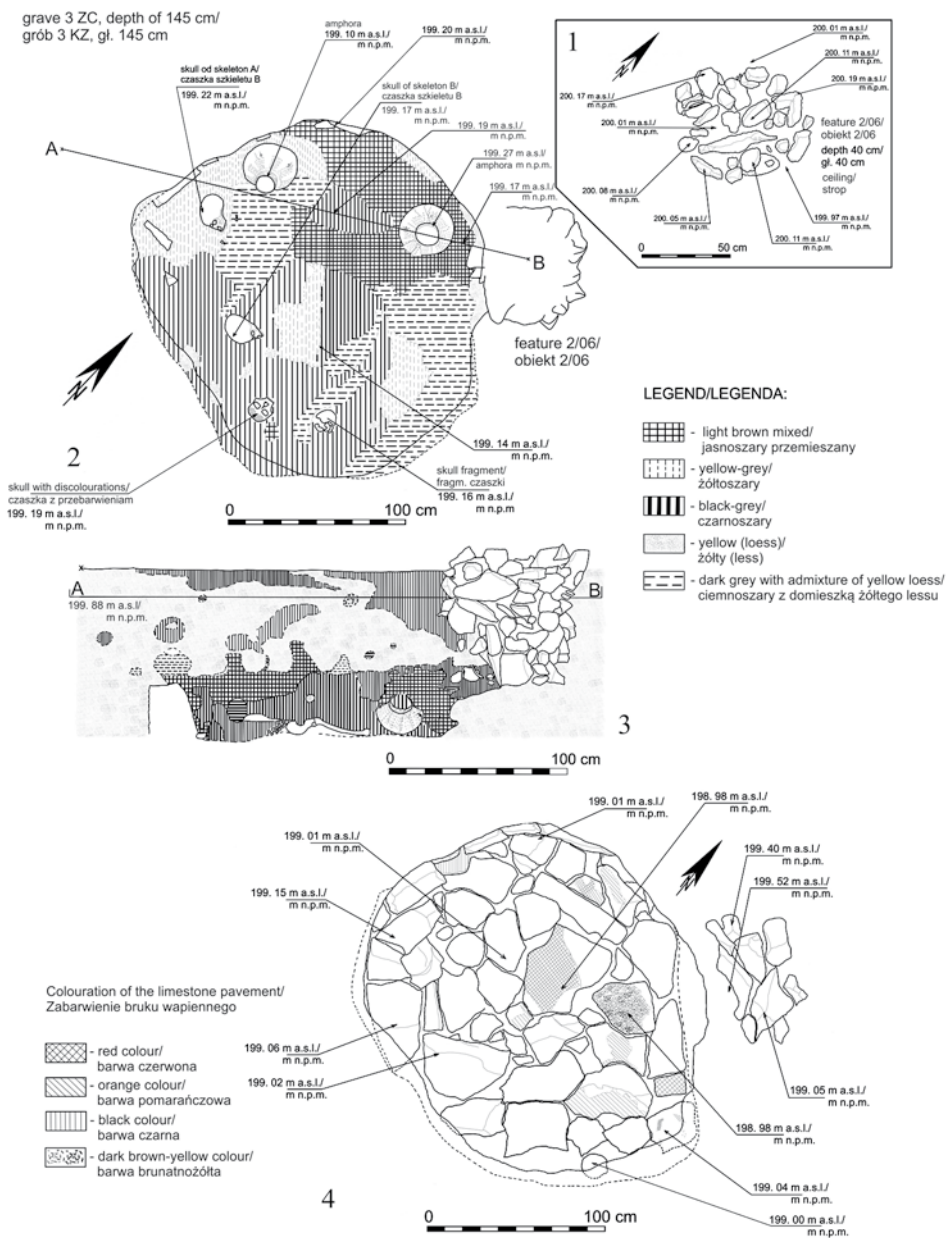 grave 3 ZC, depth of 145 cm/
grób 3 KZ, gł. 145 cm
amphora
199. 10 m a.s.l./
m n.p.m.
199. 20 m a.s.l./
m n.p.m.
skull od skeleton A/
czaszka szkieletu A
199. 22 m a.s.l./
m n.p.m.
skull of skeleton B/
czaszka szkieletu B
199. 17 m a.s.l./
m n.p.m.
199. 19 m a.s.l./
m n.p.m.
199. 27 m a.s.l/
amphora m n.p.m.
199. 17 m a.s.l./
m n.p.m.
A
B
N
feature 2/06/
obiekt 2/06
2
199. 14 m a.s.l./
m n.p.m.
skull fragment/
fragm. czaszki
199. 16 m a.s.l/
m n.p.m
skull with discolourations/
czaszka z przebarwieniam
199. 19 m a.s.l./
m n.p.m.
0 100 cm
1
N
200. 01 m a.s.l./
m n.p.m.
200. 11 m a.s.l./
m n.p.m.
200. 19 m a.s.l./
m n.p.m.
200. 17 m a.s.l./
m n.p.m.
200. 01 m a.s.l./
m n.p.m.
feature 2/06/
obiekt 2/06
depth 40 cm/
gł. 40 cm
ceiling/
strop
200. 08 m a.s.l./
m n.p.m.
200. 05 m a.s.l./
m n.p.m.
199. 97 m a.s.l./
m n.p.m.
200. 11 m a.s.l./
m n.p.m.
0 50 cm
LEGEND/LEGENDA:
- light brown mixed/
jasnoszary przemieszany
- yellow-grey/
żółtoszary
- black-grey/
czarnoszary
- yellow (loess)/
żółty (less)
- dark grey with admixture of yellow loess/
ciemnoszary z domieszką żółtego lessu
x
A
B
199. 88 m a.s.l/
m n.p.m.
3
0 100 cm
198. 98 m a.s.l./
m n.p.m.
199. 01 m a.s.l./
m n.p.m.
199. 01 m a.s.l./
m n.p.m.
N
199. 40 m a.s.l./
m n.p.m.
199. 52 m a.s.l./
m n.p.m.
199. 15 m a.s.l./
m n.p.m.
Colouration of the limestone pavement/
Zabarwienie bruku wapiennego
- red colour/
barwa czerwona
- orange colour/
barwa pomarańczowa
- black colour/
barwa czarna
- dark brown-yellow colour/
barwa brunatnożółta
199. 06 m a.s.l./
m n.p.m.
199. 02 m a.s.l./
m n.p.m.
199. 05 m a.s.l./
m n.p.m.
198. 98 m a.s.l./
m n.p.m.
199. 04 m a.s.l./
m n.p.m.
199. 00 m a.s.l./
m n.p.m.
4
0 100 cm